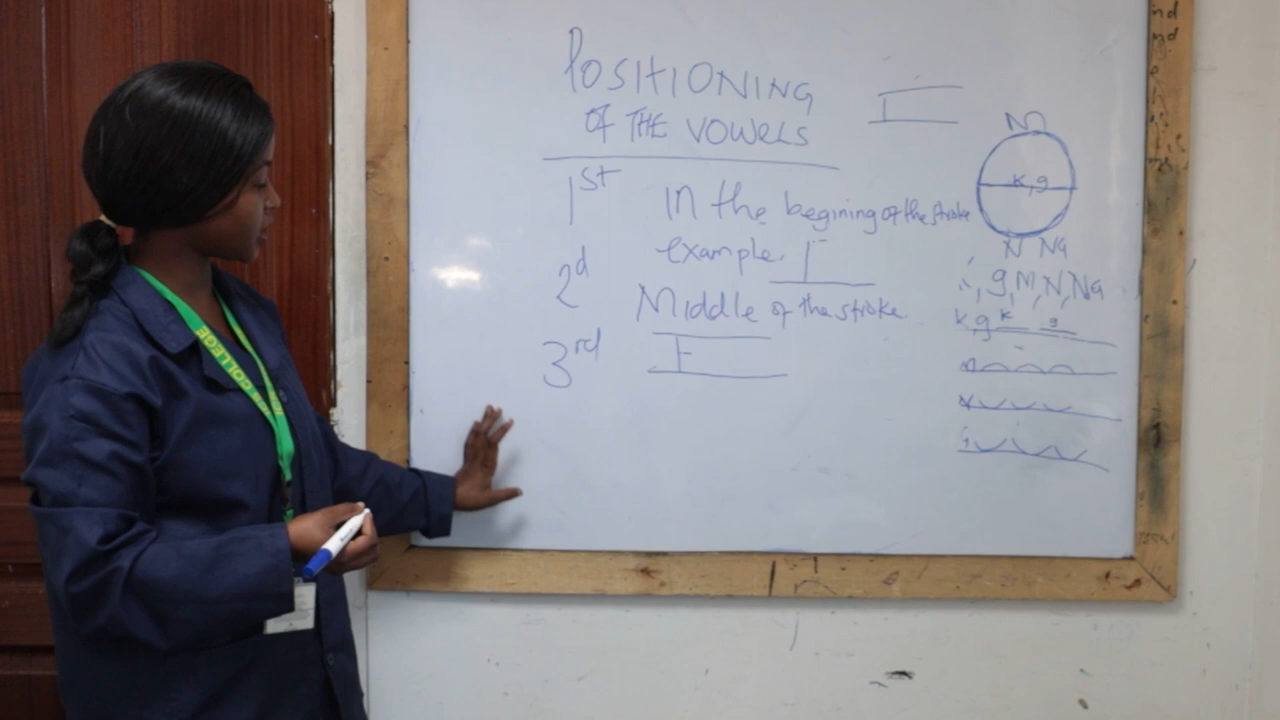 POSITIONING
OF THE VOWELS
1st In the begining of the stroke
example.
2d Middle of the stroke
3rd
k, g
N NG
, g, M, N, NG
k g k g
COLLEGE